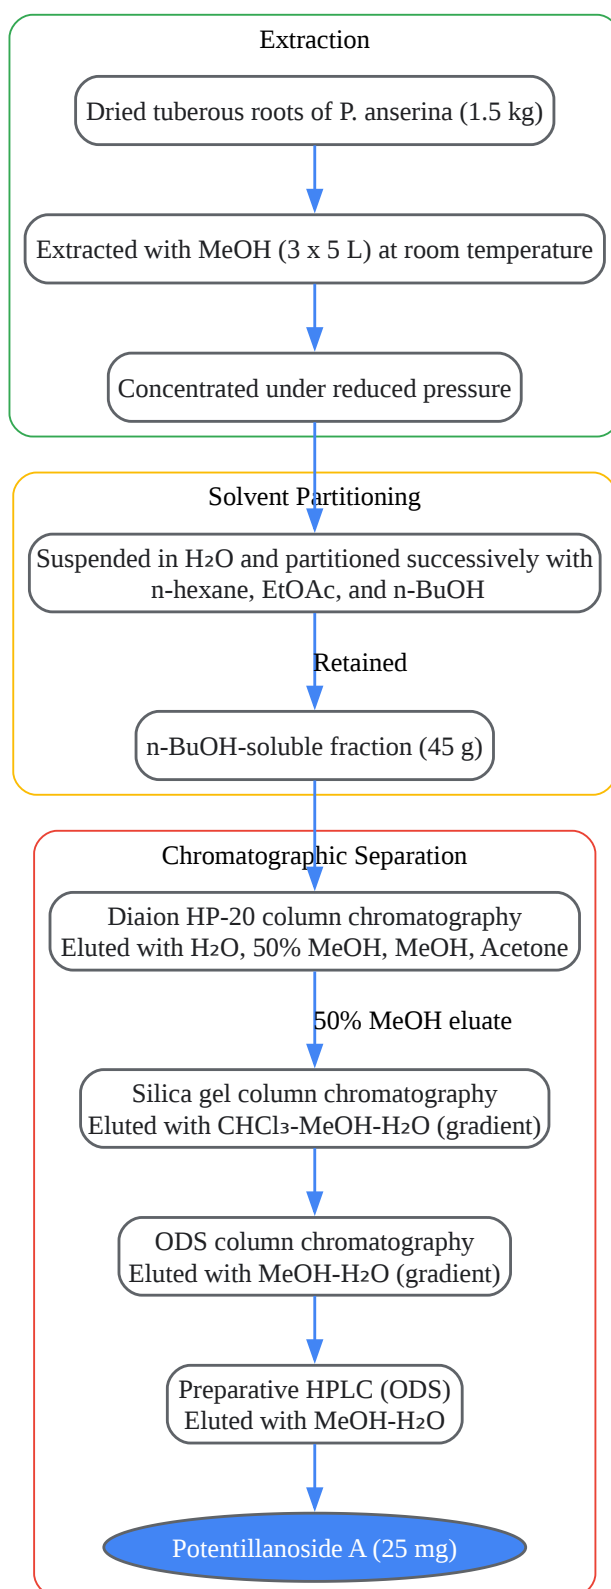 Extraction
Dried tuberous roots of P. anserina (1.5 kg)
Extracted with MeOH (3 x 5 L) at room temperature
Concentrated under reduced pressure
Solvent Partitioning
Suspended in H₂O and partitioned successively with
n-hexane, EtOAc, and n-BuOH
Retained
n-BuOH-soluble fraction (45 g)
Chromatographic Separation
Diaion HP-20 column chromatography
Eluted with H₂O, 50% MeOH, MeOH, Acetone
50% MeOH eluate
Silica gel column chromatography
Eluted with CHCl₃-MeOH-H₂O (gradient)
ODS column chromatography
Eluted with MeOH-H₂O (gradient)
Preparative HPLC (ODS)
Eluted with MeOH-H₂O
Potentillanoside A (25 mg)